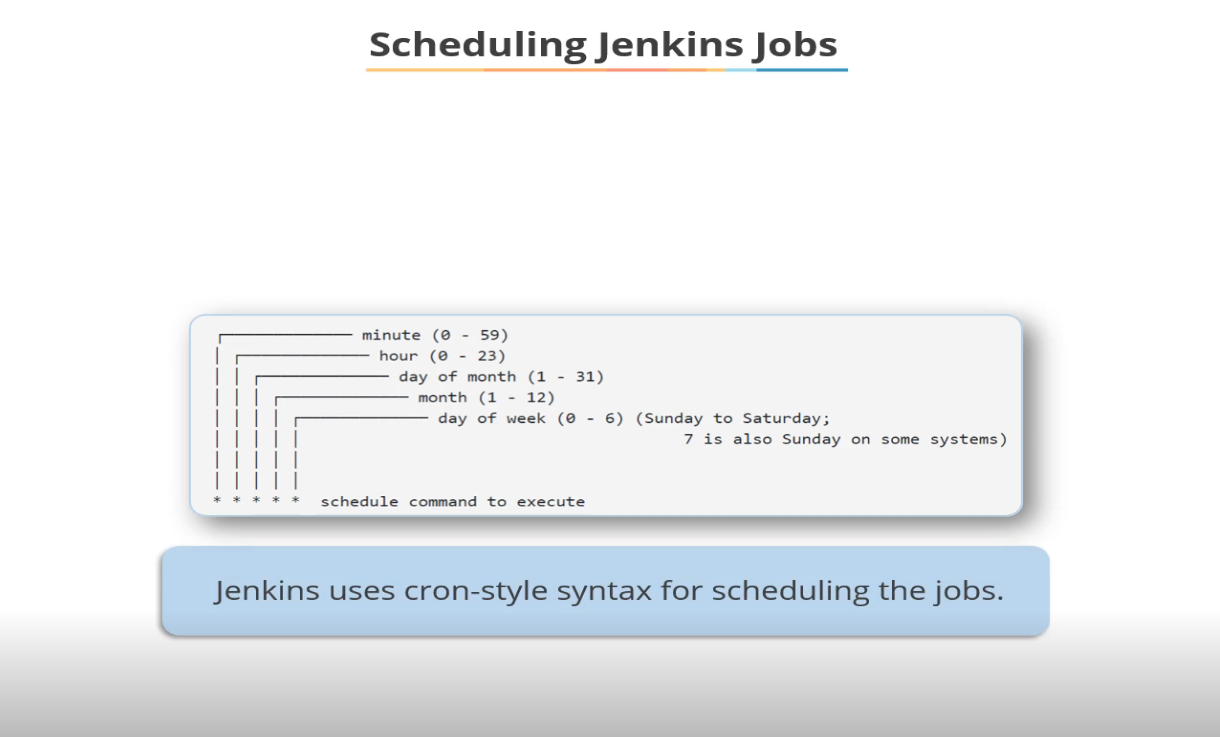 Scheduling Jenkins Jobs
minute (0 - 59)
hour (0 - 23)
day of month (1 - 31)
month (1 - 12)
day of week (0 - 6) (Sunday to Saturday;
7 is also Sunday on some systems)
* * * * * schedule command to execute
Jenkins uses cron-style syntax for scheduling the jobs.